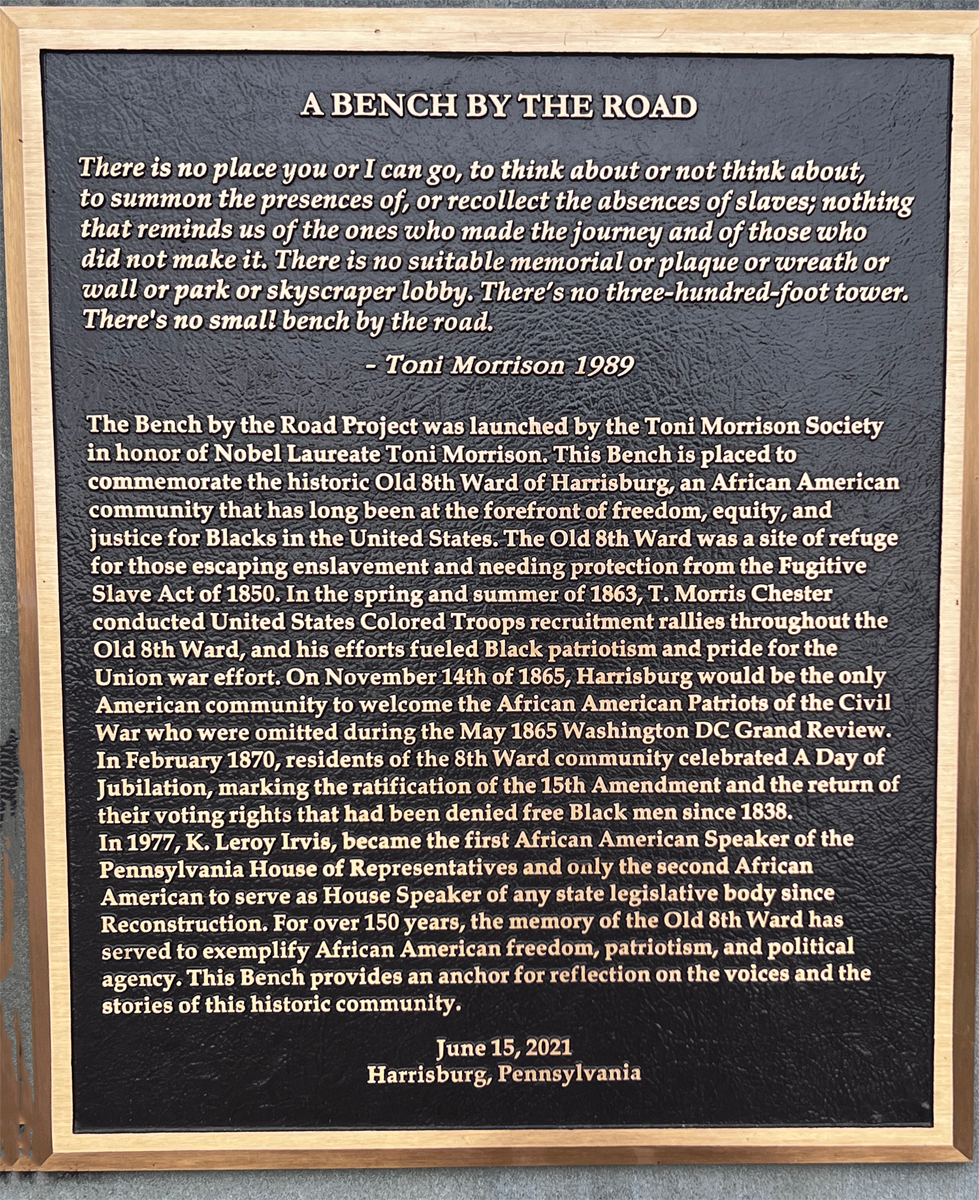 A BENCH BY THE ROAD
There is no place you or I can go, to think about or not think about,
to summon the presences of, or recollect the absences of slaves; nothing
that reminds us of the ones who made the journey and of those who
did not make it. There is no suitable memorial or plaque or wreath or
wall or park or skyscraper lobby. There’s no three-hundred-foot tower.
There's no small bench by the road.
- Toni Morrison 1989
The Bench by the Road Project was launched by the Toni Morrison Society
in honor of Nobel Laureate Toni Morrison. This Bench is placed to
commemorate the historic Old 8th Ward of Harrisburg, an African American
community that has long been at the forefront of freedom, equity, and
justice for Blacks in the United States. The Old 8th Ward was a site of refuge
for those escaping enslavement and needing protection from the Fugitive
Slave Act of 1850. In the spring and summer of 1863, T. Morris Chester
conducted United States Colored Troops recruitment rallies throughout the
Old 8th Ward, and his efforts fueled Black patriotism and pride for the
Union war effort. On November 14th of 1865, Harrisburg would be the only
American community to welcome the African American Patriots of the Civil
War who were omitted during the May 1865 Washington DC Grand Review.
In February 1870, residents of the 8th Ward community celebrated A Day of
Jubilation, marking the ratification of the 15th Amendment and the return of
their voting rights that had been denied free Black men since 1838.
In 1977, K. Leroy Irvis, became the first African American Speaker of the
Pennsylvania House of Representatives and only the second African
American to serve as House Speaker of any state legislative body since
Reconstruction. For over 150 years, the memory of the Old 8th Ward has
served to exemplify African American freedom, patriotism, and political
agency. This Bench provides an anchor for reflection on the voices and the
stories of this historic community.
June 15, 2021
Harrisburg, Pennsylvania